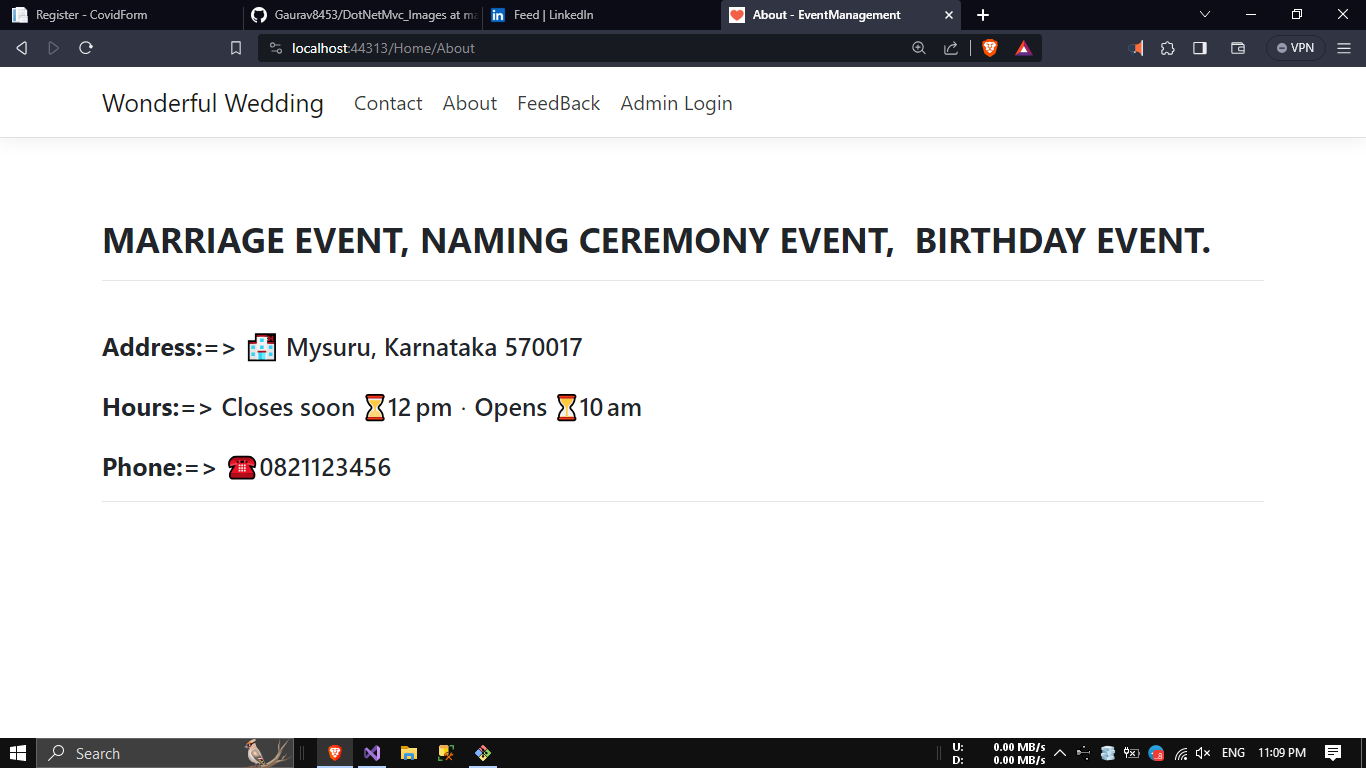 Register - CovidForm
Gaurav8453/DotNetMvc_Images at ma
Feed | LinkedIn
About - EventManagement
localhost:44313/Home/About
VPN
Wonderful Wedding Contact About FeedBack Admin Login
MARRIAGE EVENT, NAMING CEREMONY EVENT,  BIRTHDAY EVENT.
Address:=> 🏥 Mysuru, Karnataka 570017
Hours:=> Closes soon ⏳12 pm · Opens ⏳10 am
Phone:=> ☎0821123456
Search
U: 0.00 MB/s
D: 0.00 MB/s
ENG 11:09 PM